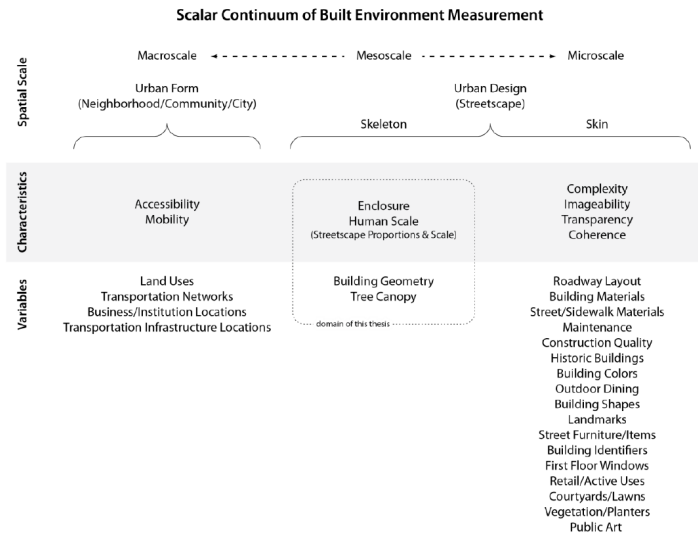 Scalar Continuum of Built Environment Measurement
Spatial Scale
Macroscale
Mesoscale
Microscale
Urban Form
(Neighborhood/Community/City)
Urban Design
(Streetscape)
Skeleton
Skin
Characteristics
Accessibility
Mobility
Enclosure
Human Scale
(Streetscape Proportions & Scale)
Complexity
Imageability
Transparency
Coherence
Variables
Land Uses
Transportation Networks
Business/Institution Locations
Transportation Infrastructure Locations
Building Geometry
Tree Canopy
domain of this thesis
Roadway Layout
Building Materials
Street/Sidewalk Materials
Maintenance
Construction Quality
Historic Buildings
Building Colors
Outdoor Dining
Building Shapes
Landmarks
Street Furniture/Items
Building Identifiers
First Floor Windows
Retail/Active Uses
Courtyards/Lawns
Vegetation/Planters
Public Art